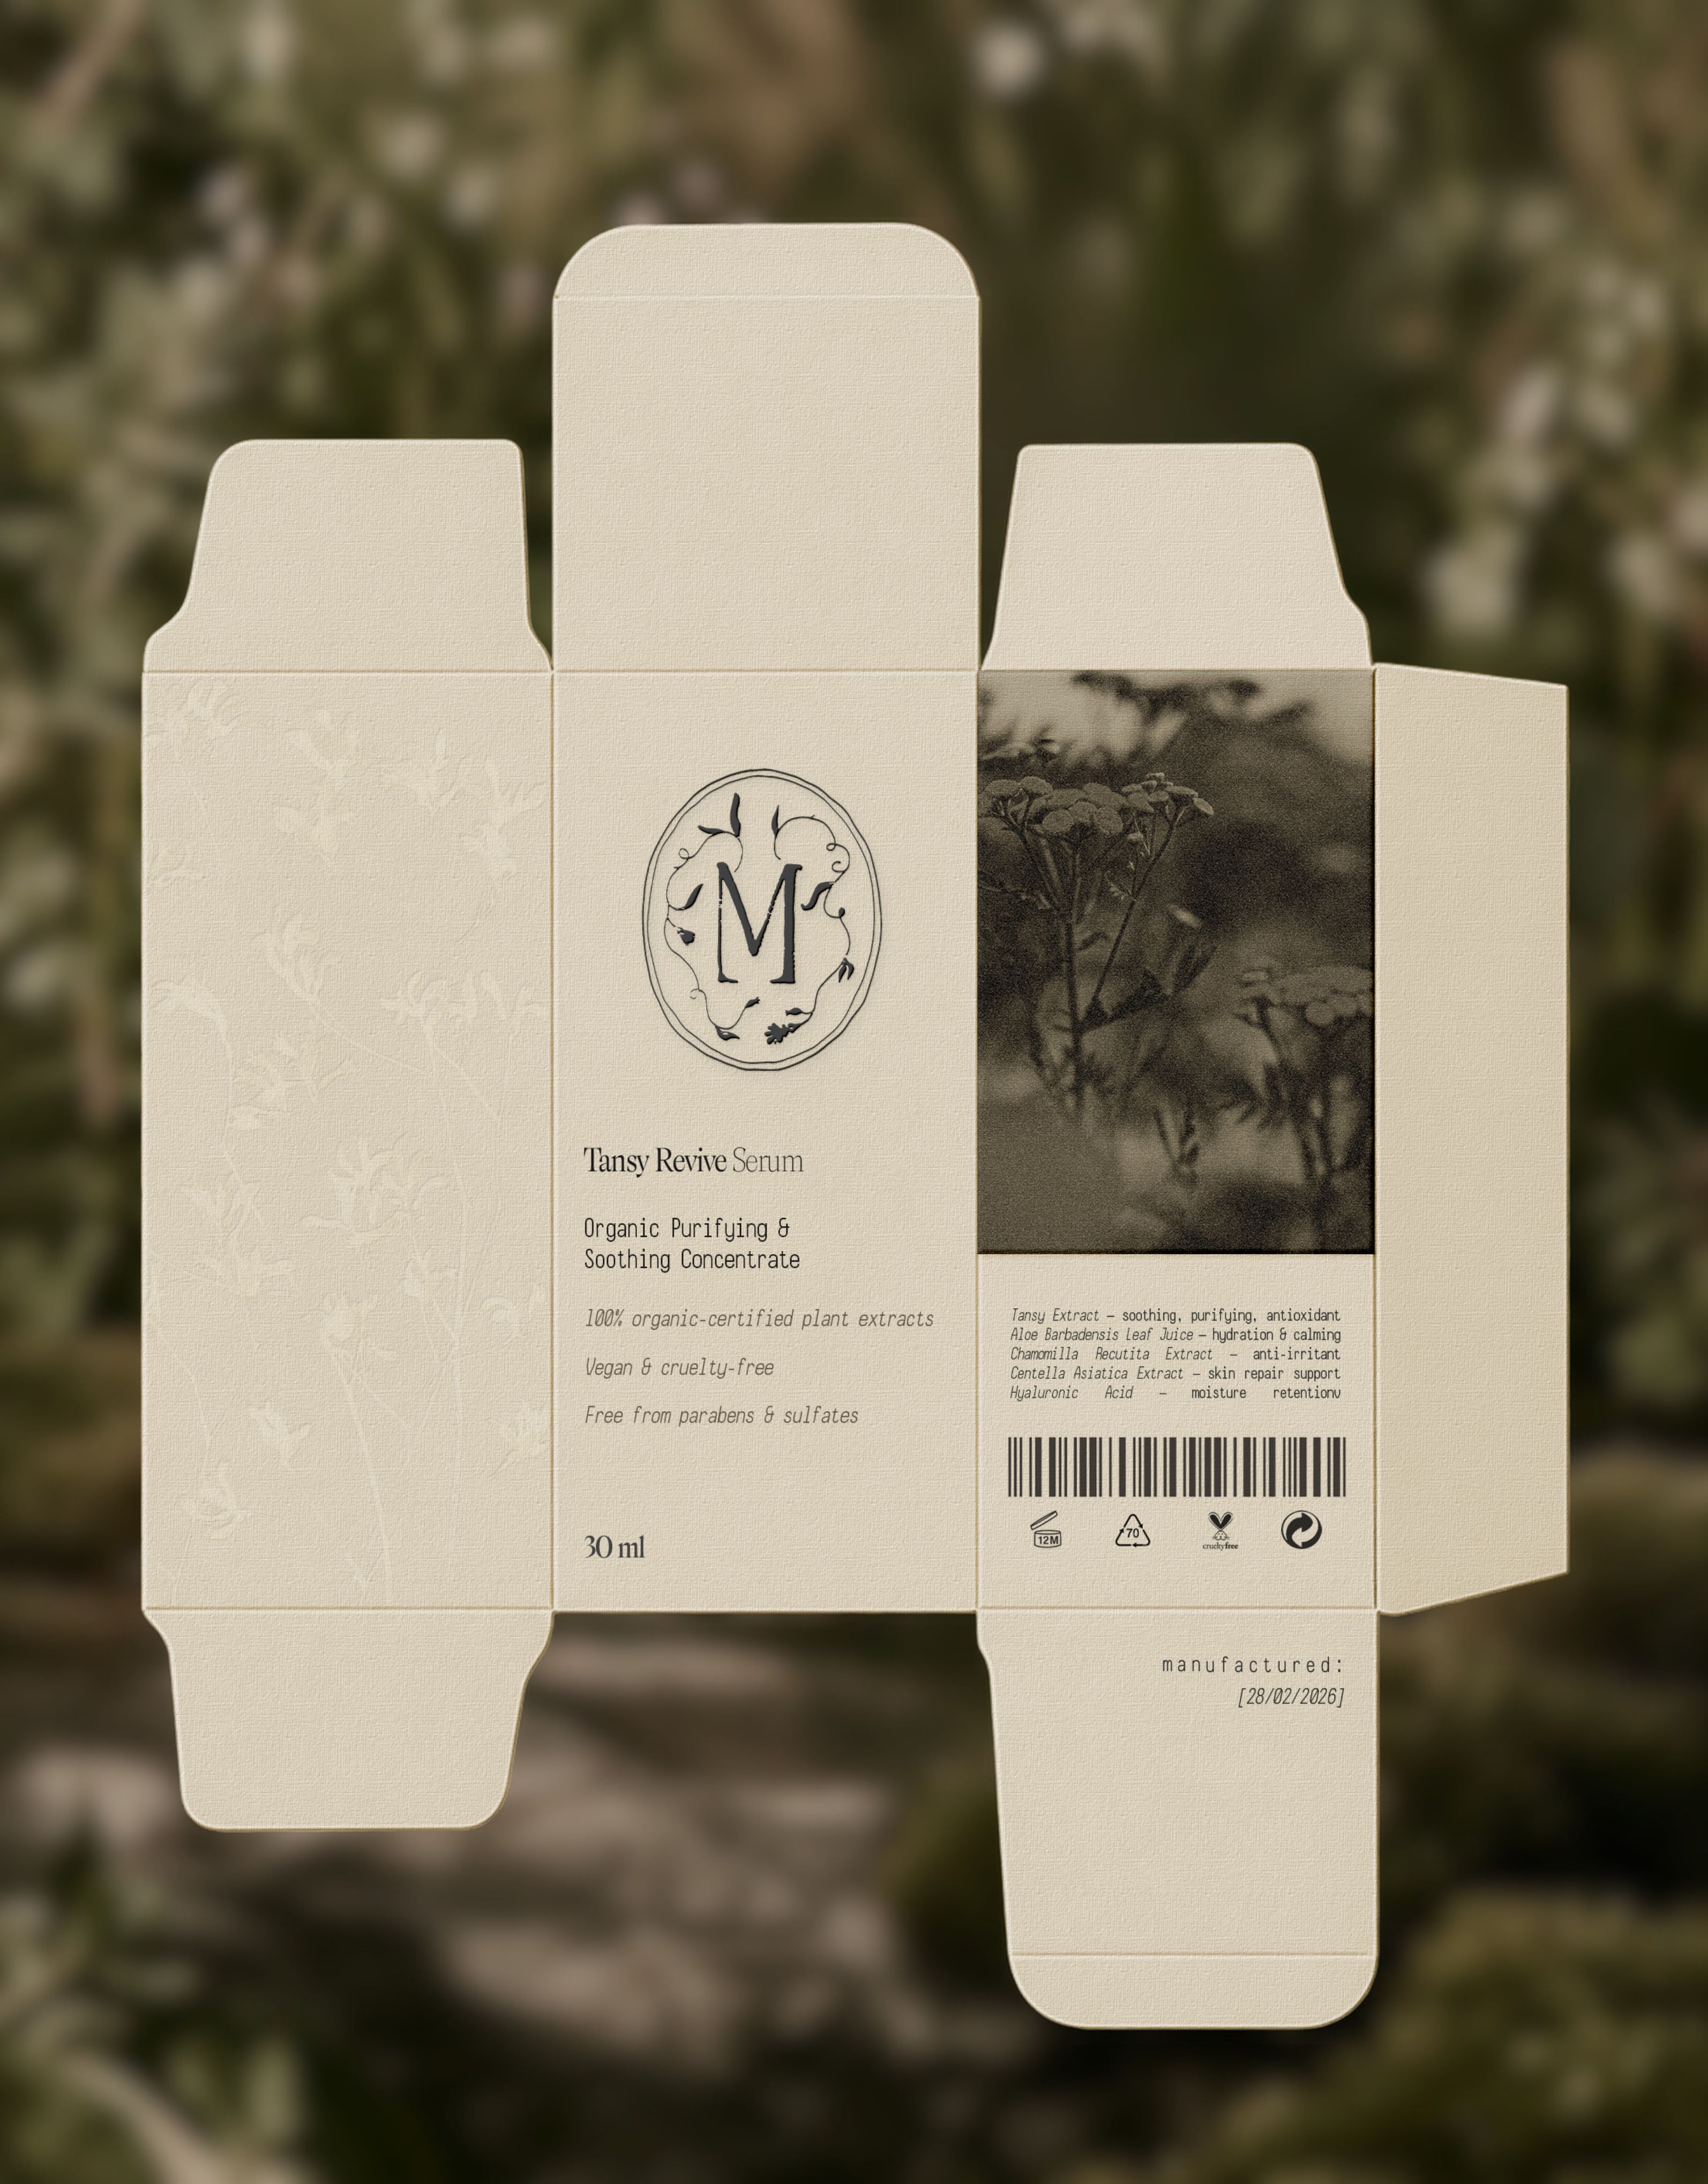 M
Tansy Revive Serum
Organic Purifying &
Soothing Concentrate
100% organic-certified plant extracts
Vegan & cruelty-free
Free from parabens & sulfates
30 ml
Tansy Extract – soothing, purifying, antioxidant
Aloe Barbadensis Leaf Juice – hydration & calming
Chamomilla Recutita Extract – anti-irritant
Centella Asiatica Extract – skin repair support
Hyaluronic Acid – moisture retentionv
12M
70
crueltyfree
manufactured:
[28/02/2026]